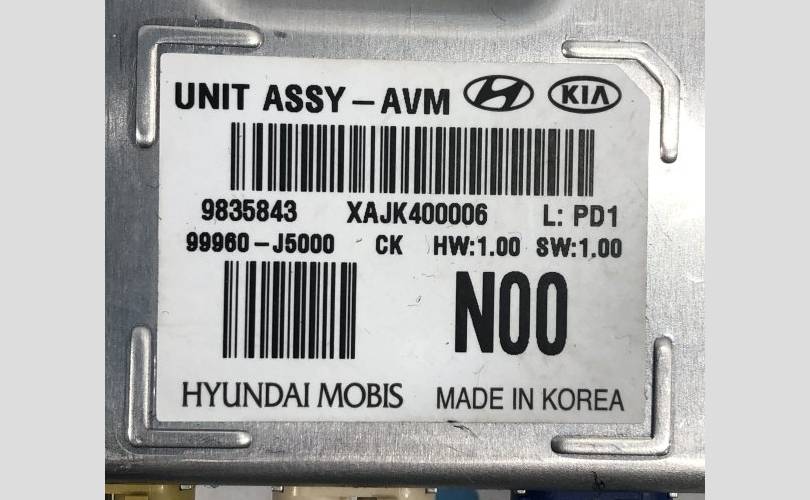 UNIT ASSY-AVM KIA
9835843 XAJK400006 L: PD1
99960-J5000 CK HW:1.00 SW:1.00
N00
HYUNDAI MOBIS MADE IN KOREA